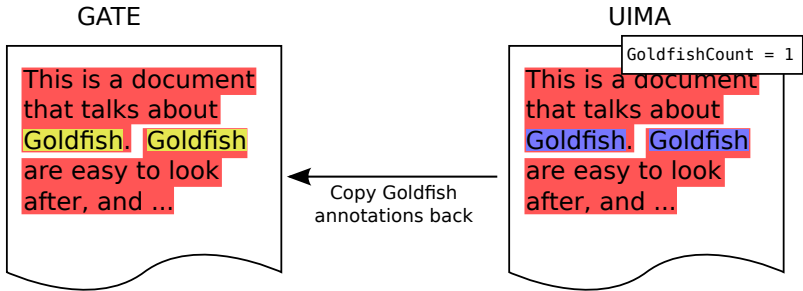 GATE
This is a document
that talks about
Goldfish. Goldfish
are easy to look
after, and ...
Copy Goldfish
annotations back
UIMA
GoldfishCount = 1
This is a document
that talks about
Goldfish. Goldfish
are easy to look
after, and ...